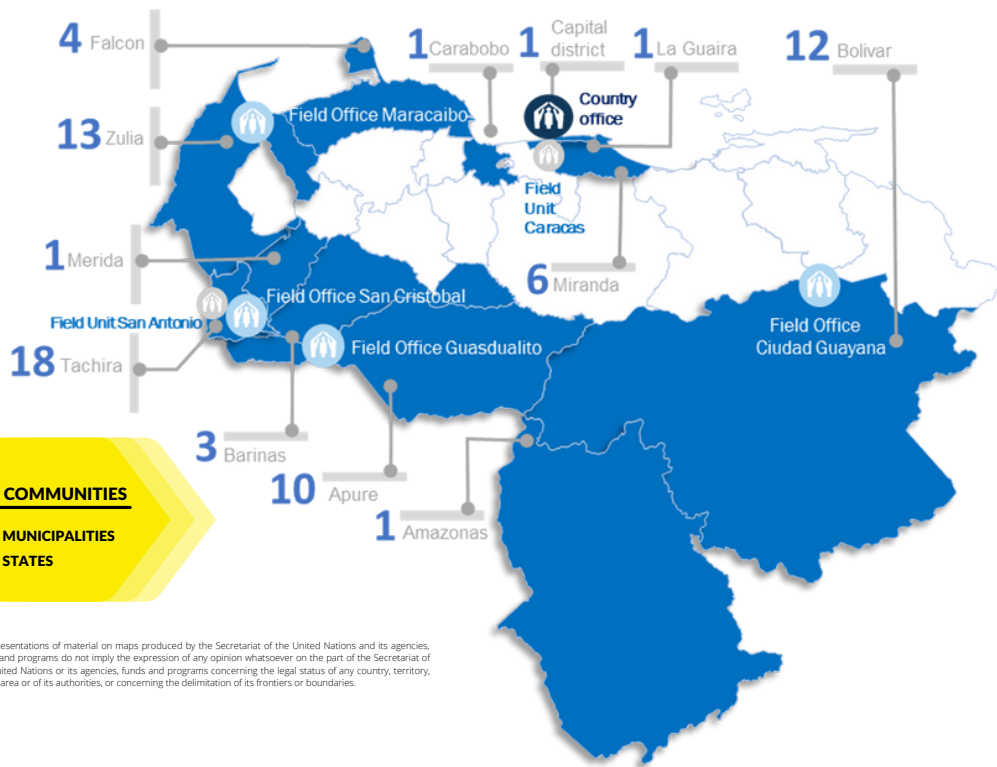 4 Falcon
1 Carabobo
1 Capital
district
1 La Guaira
12 Bolivar
Country
office
Field Office Maracaibo
13 Zulia
Field
Unit
Caracas
1 Merida
6 Miranda
Field Office San Cristobal
Field Unit San Antonio
Field Office Guasdualito
Field Office
Ciudad Guayana
18 Tachira
3 Barinas
10 Apure
1 Amazonas
COMMUNITIES
MUNICIPALITIES
STATES
esentations of material on maps produced by the Secretariat of the United Nations and its agencies,
and programs do not imply the expression of any opinion whatsoever on the part of the Secretariat of
ited Nations or its agencies, funds and programs concerning the legal status of any country, territory,
area or of its authorities, or concerning the delimitation of its frontiers or boundaries.